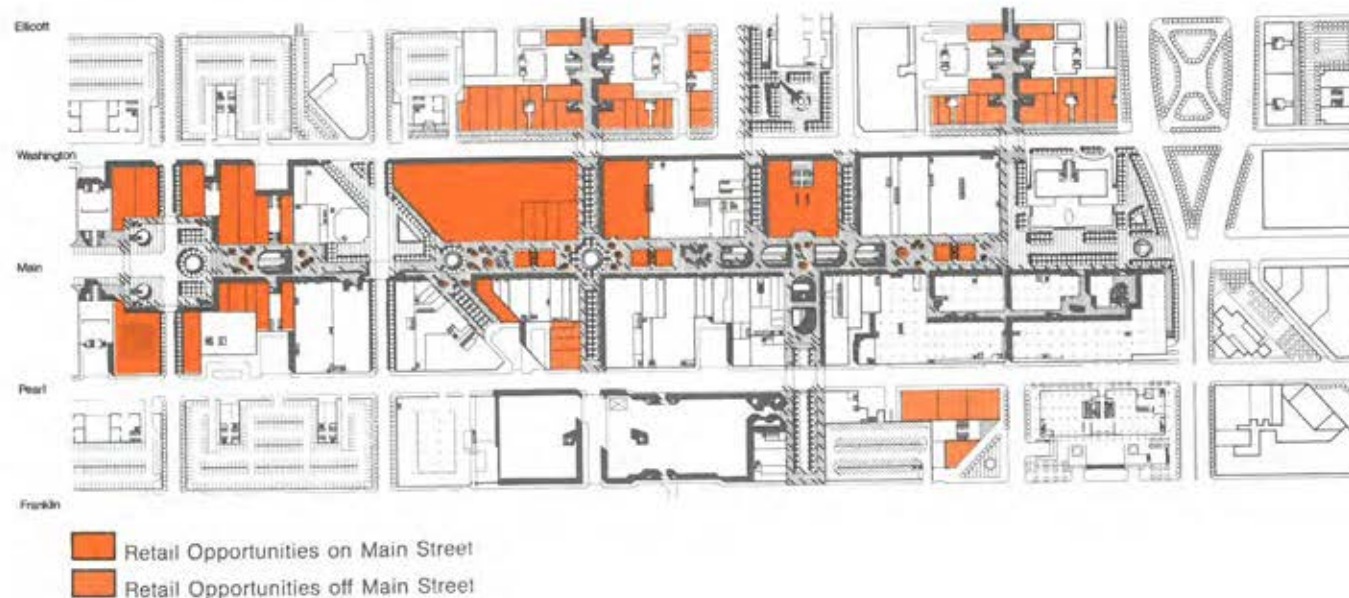 Ellicott
Washington
Main
Pearl
Franklin
Retail Opportunities on Main Street
Retail Opportunities off Main Street